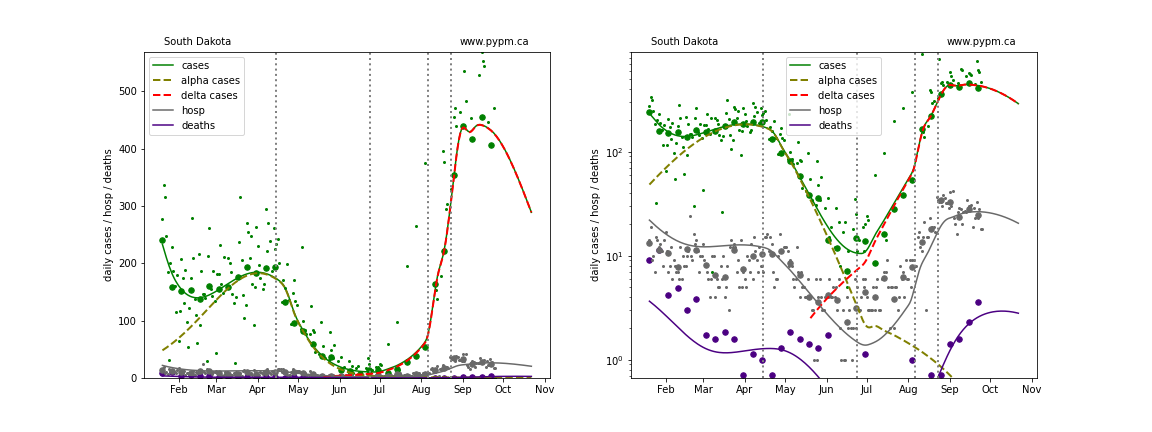 South Dakota www.pypm.ca
cases
alpha cases
delta cases
hosp
deaths
daily cases / hosp / deaths
500
400
300
200
100
0
Feb Mar Apr May Jun Jul Aug Sep Oct Nov
South Dakota www.pypm.ca
cases
alpha cases
delta cases
hosp
deaths
daily cases / hosp / deaths
10²
10¹
10⁰
Feb Mar Apr May Jun Jul Aug Sep Oct Nov